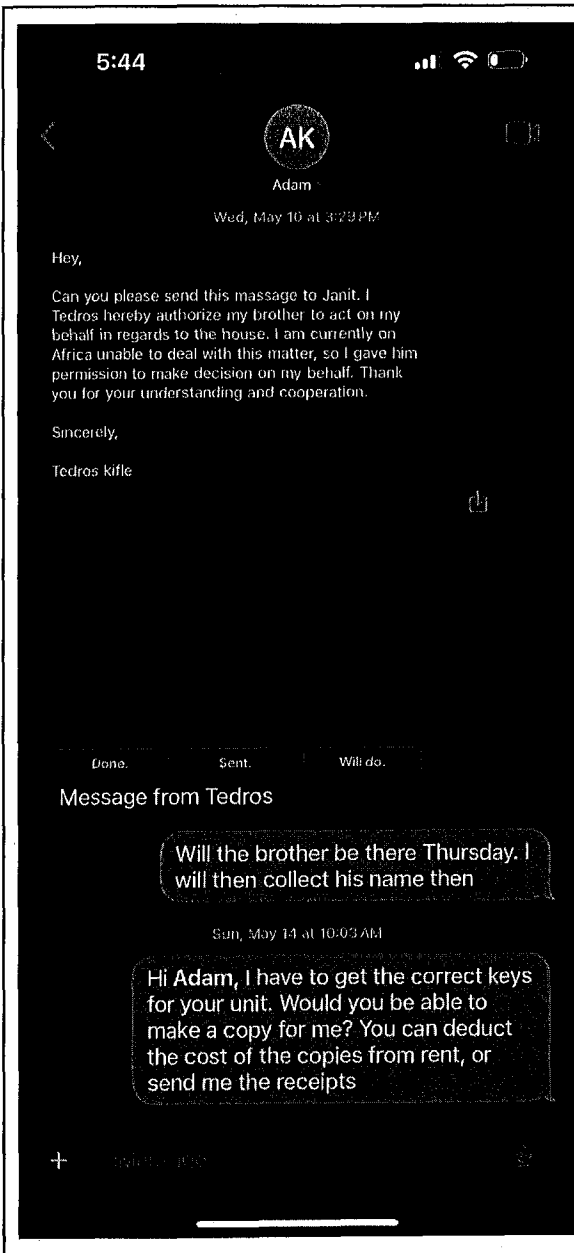 5:44
AK
Adam
Wed, May 10 at 3:29 PM
Hey,
Can you please send this massage to Janit. I
Tedros hereby authorize my brother to act on my
behalf in regards to the house. I am currently on
Africa unable to deal with this matter, so I gave him
permission to make decision on my behalf. Thank
you for your understanding and cooperation.
Sincerely,
Tedros kifle
Done. Sent. Will do.
Message from Tedros
Will the brother be there Thursday. I
will then collect his name then
Sun, May 14 at 10:03 AM
Hi Adam, I have to get the correct keys
for your unit. Would you be able to
make a copy for me? You can deduct
the cost of the copies from rent, or
send me the receipts